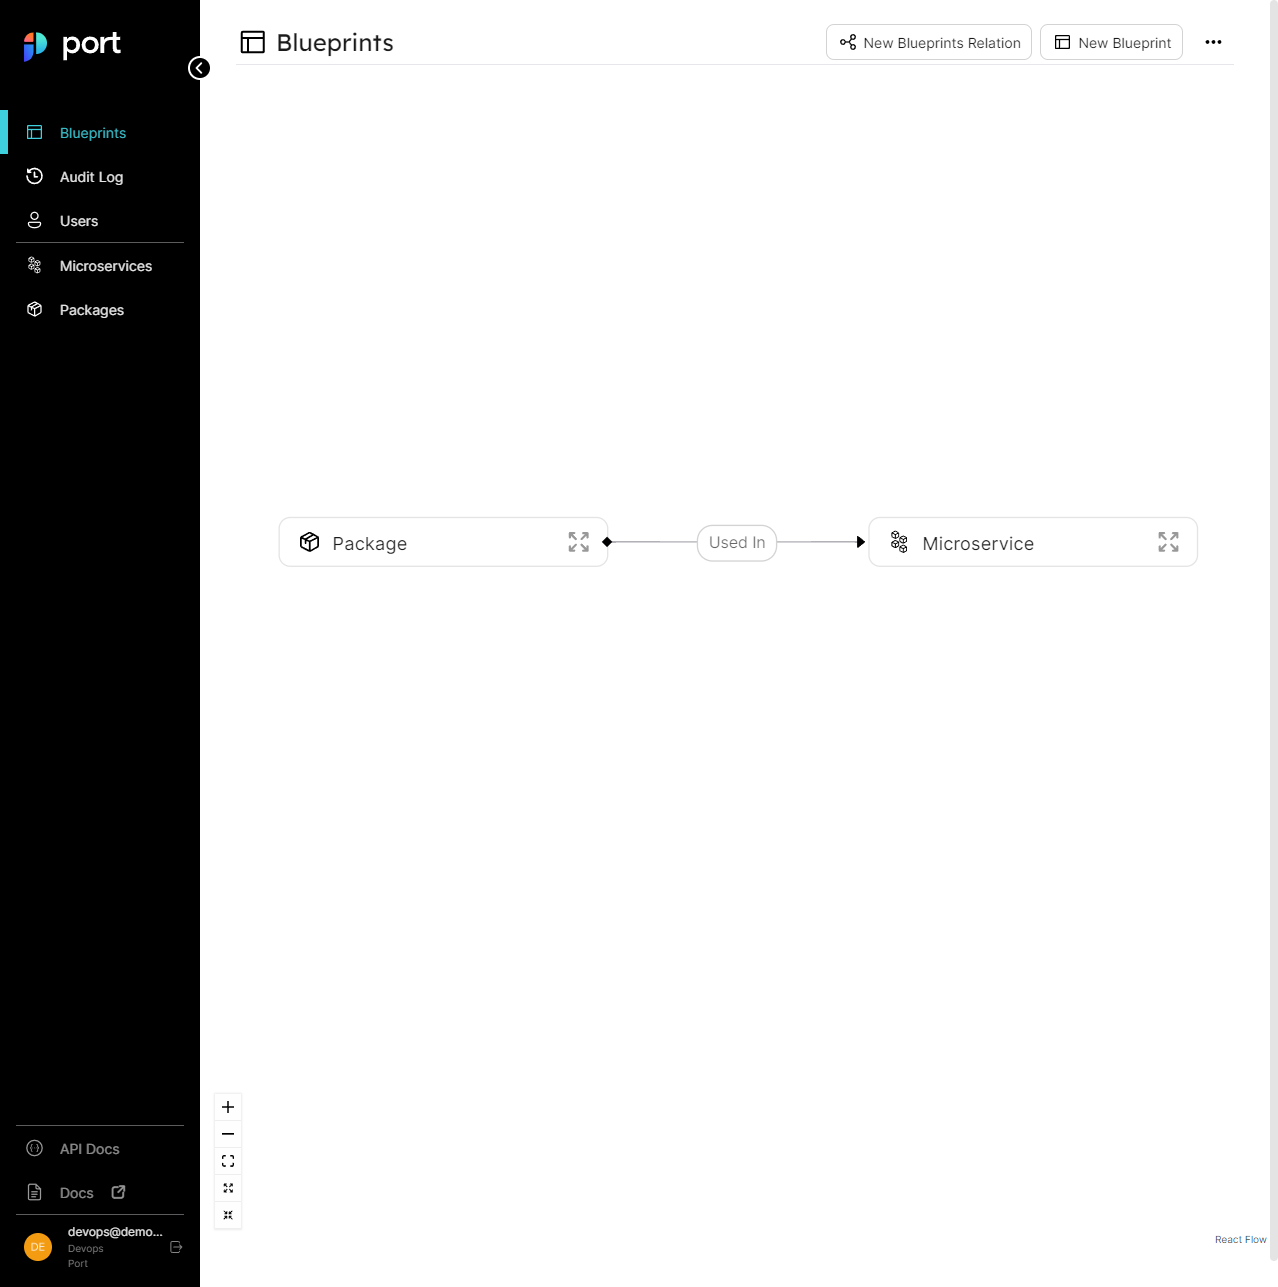 port
Blueprints
Audit Log
Users
Microservices
Packages
API Docs
Docs
DE
devops@demo...
Devops
Port
Blueprints
New Blueprints Relation
New Blueprint
Package
Used In
Microservice
React Flow